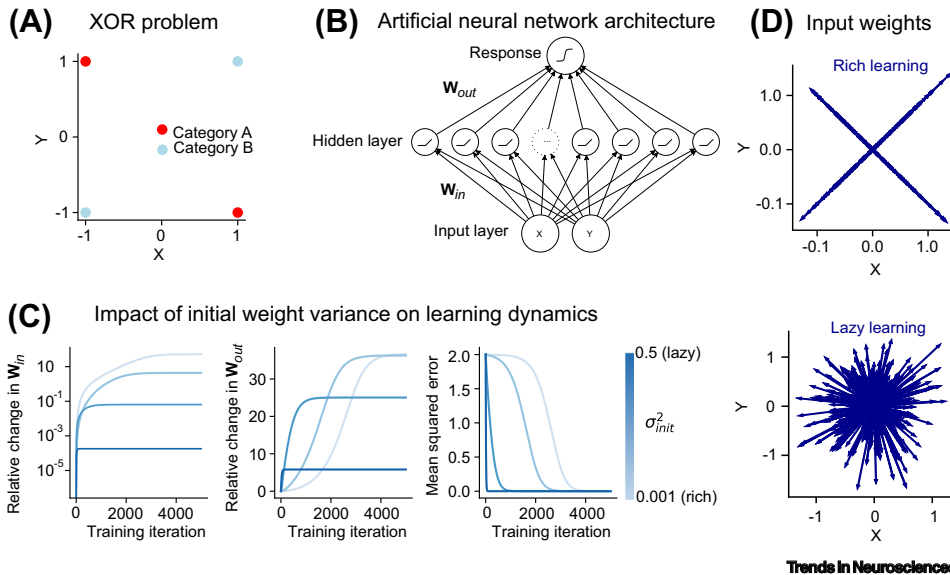 (A) XOR problem
1
0
-1
Y
Category A
Category B
-1 0 1
X
(B) Artificial neural network architecture
Response
W_out
Hidden layer
...
W_in
Input layer
X Y
(D) Input weights
Rich learning
1.0
0.0
-0.1
Y
-0.1 0.0 1.0
X
(C) Impact of initial weight variance on learning dynamics
Relative change in W_in
10^1
10^-1
10^-3
10^-5
0 2000 4000
Training iteration
Relative change in W_out
30
20
10
0
0 2000 4000
Training iteration
Mean squared error
2.0
1.5
1.0
0.5
0.0
0 2000 4000
Training iteration
0.5 (lazy)
σ²_init
0.001 (rich)
Lazy learning
1
0
-1
Y
-1 0 1
X
Trends in Neurosciences